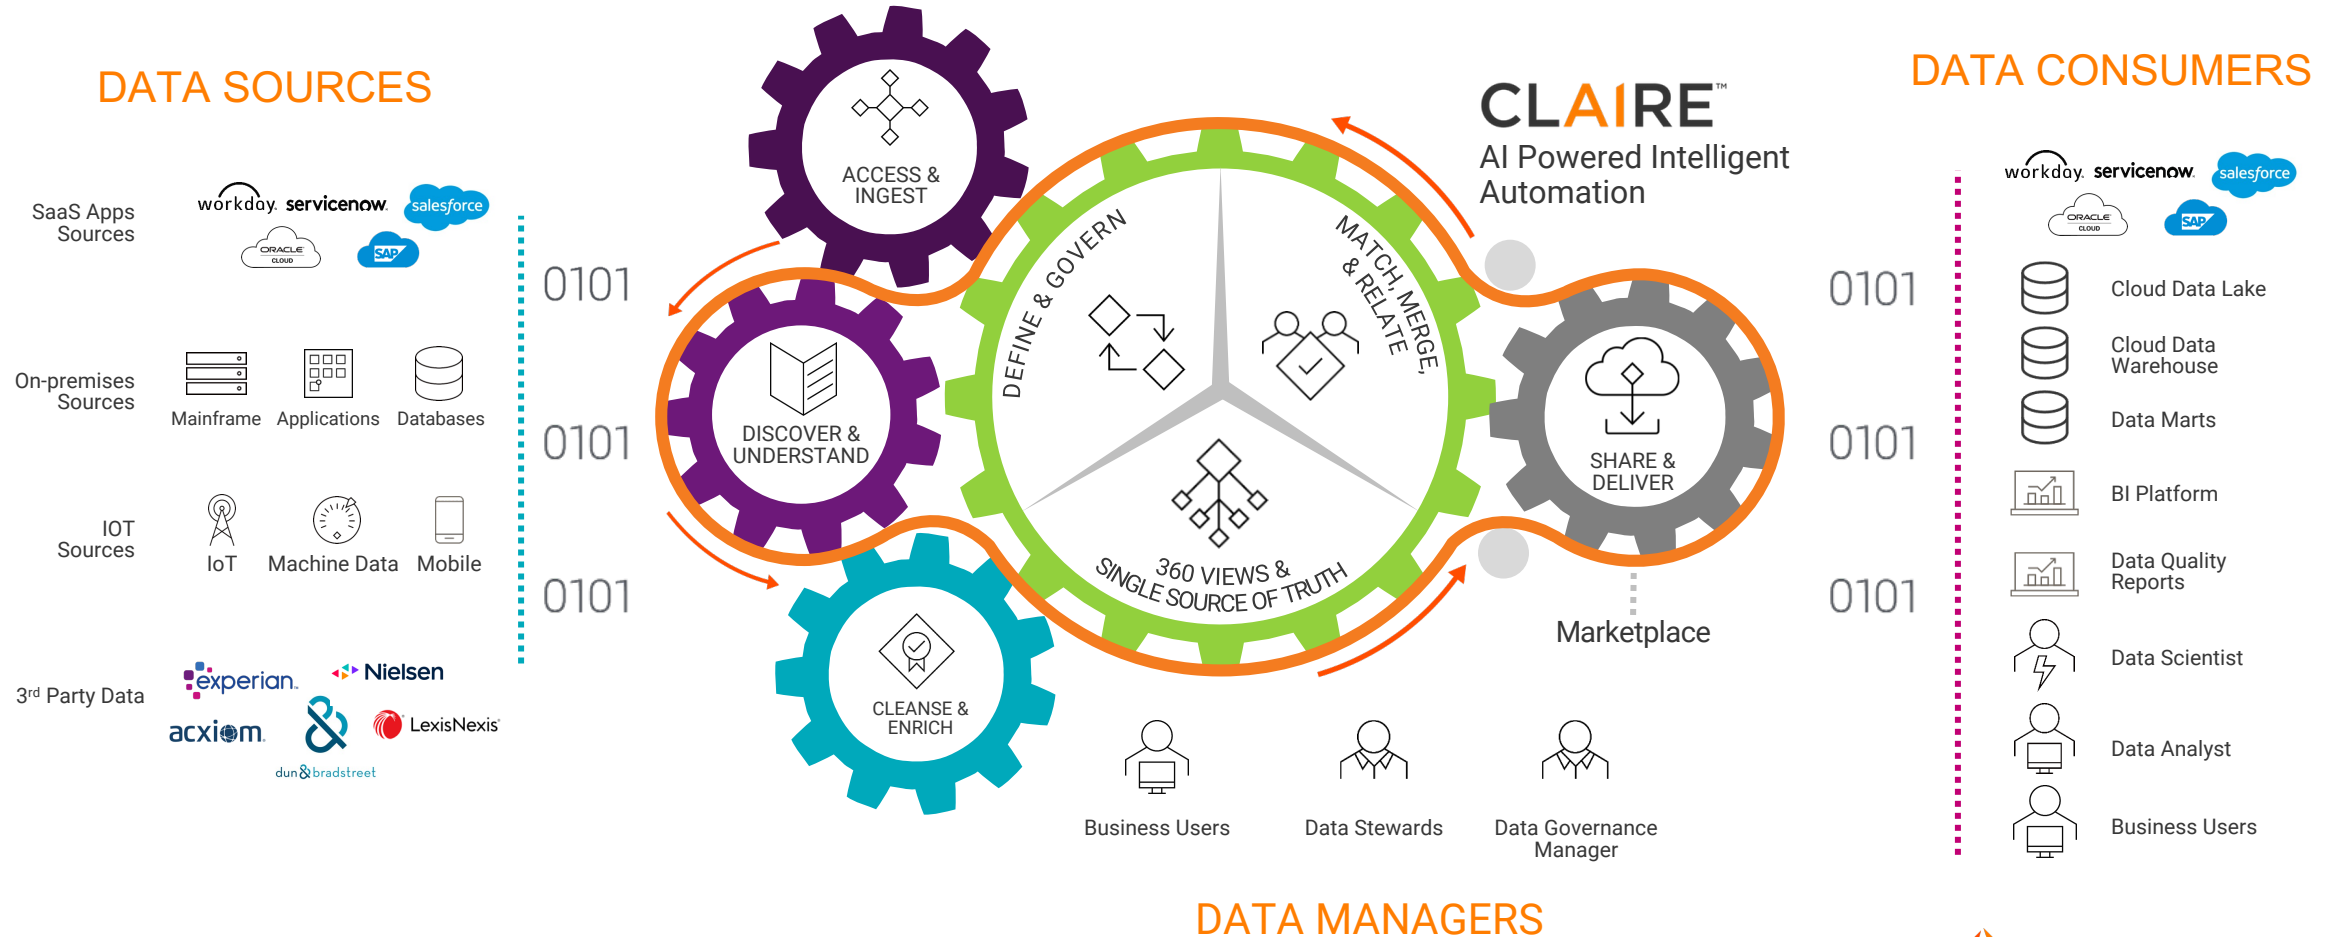 DATA SOURCES
SaaS Apps
Sources
workday. servicenow. salesforce
ORACLE
CLOUD
SAP
On-premises
Sources
Mainframe
Applications
Databases
IOT
Sources
IoT
Machine Data
Mobile
3rd Party Data
experian™
Nielsen
acxiom.
dun&bradstreet
LexisNexis®
0101
0101
0101
ACCESS &
INGEST
DISCOVER &
UNDERSTAND
CLEANSE &
ENRICH
DEFINE & GOVERN
MATCH, MERGE,
& RELATE
360 VIEWS &
SINGLE SOURCE OF TRUTH
CLAIRE™
AI Powered Intelligent
Automation
SHARE &
DELIVER
Marketplace
Business Users
Data Stewards
Data Governance
Manager
DATA MANAGERS
0101
0101
0101
DATA CONSUMERS
workday. servicenow. salesforce
ORACLE
CLOUD
SAP
Cloud Data Lake
Cloud Data
Warehouse
Data Marts
BI Platform
Data Quality
Reports
Data Scientist
Data Analyst
Business Users